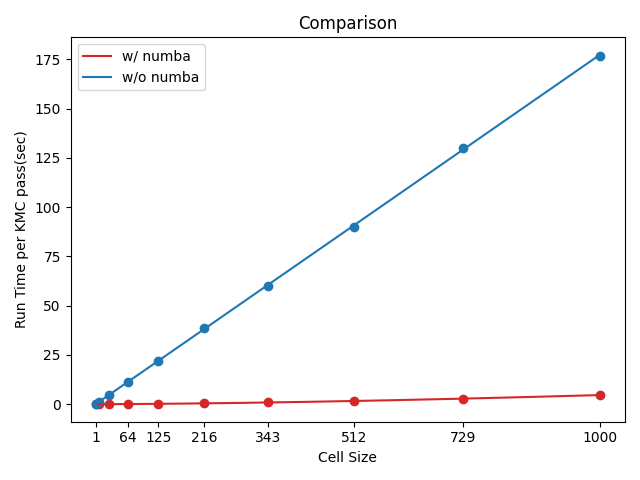 Comparison
w/ numba
w/o numba
Run Time per KMC pass(sec)
175
150
125
100
75
50
25
0
1 64 125 216 343 512 729 1000
Cell Size